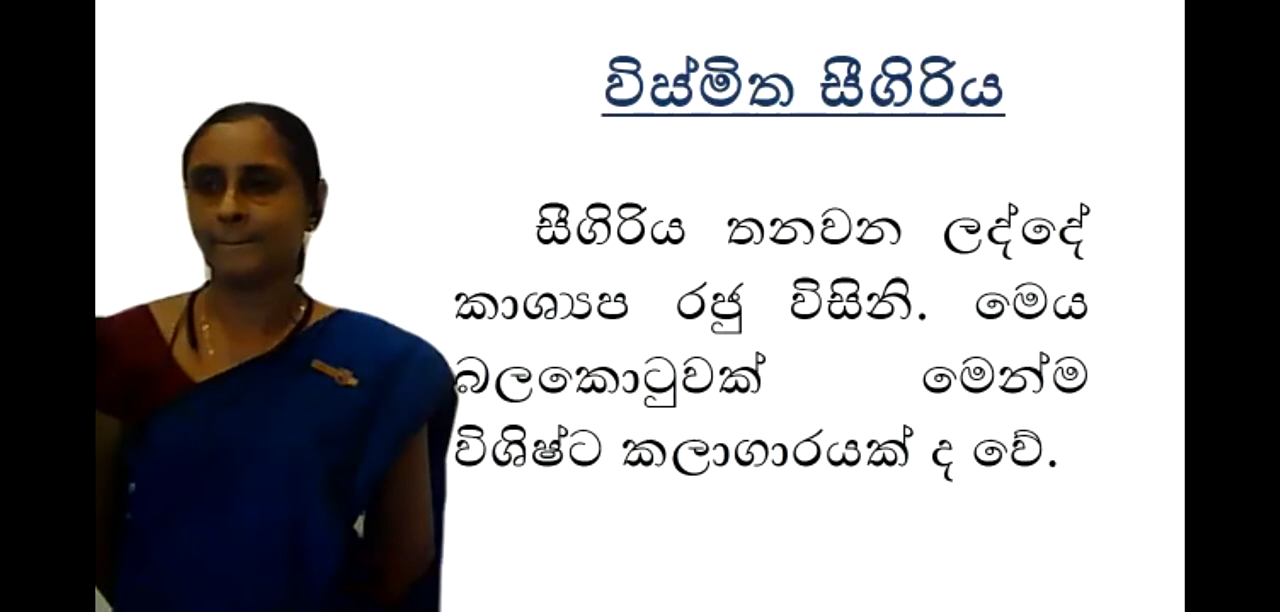 විස්මිත සීගිරිය
සීගිරිය තනවන ලද්දේ
කාශ්‍යප රජු විසිනි. මෙය
බලකොටුවක් මෙන්ම
විශිෂ්ට කලාගාරයක් ද වේ.